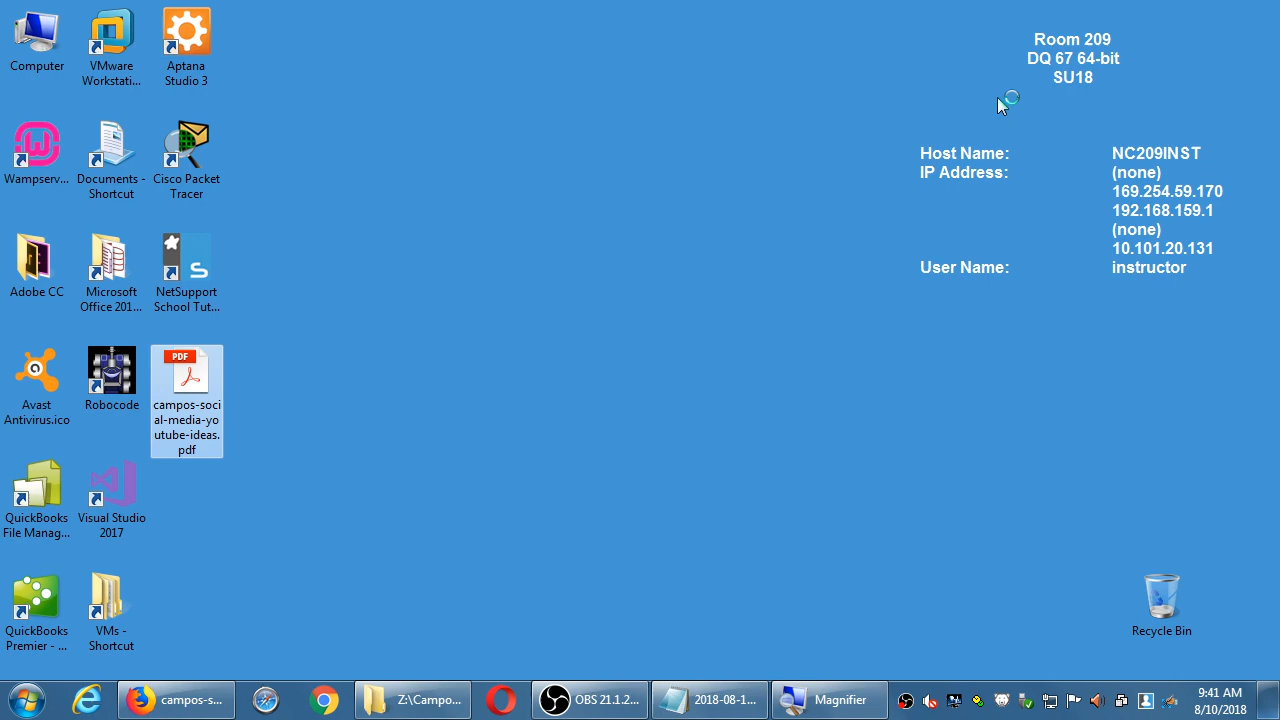 Computer
VMware
Workstati...
Aptana
Studio 3
Wampserv...
Documents -
Shortcut
Cisco Packet
Tracer
Adobe CC
Microsoft
Office 201...
NetSupport
School Tut...
Avast
Antivirus.ico
Robocode
PDF
campos-soci
al-media-yo
utube-ideas.
pdf
QuickBooks
File Manag...
Visual Studio
2017
QuickBooks
Premier - ...
VMs -
Shortcut
Room 209
DQ 67 64-bit
SU18
Host Name: NC209INST
IP Address: (none)
169.254.59.170
192.168.159.1
(none)
10.101.20.131
User Name: instructor
Recycle Bin
campos-s...
Z:\Campo...
OBS 21.1.2...
2018-08-1...
Magnifier
9:41 AM
8/10/2018